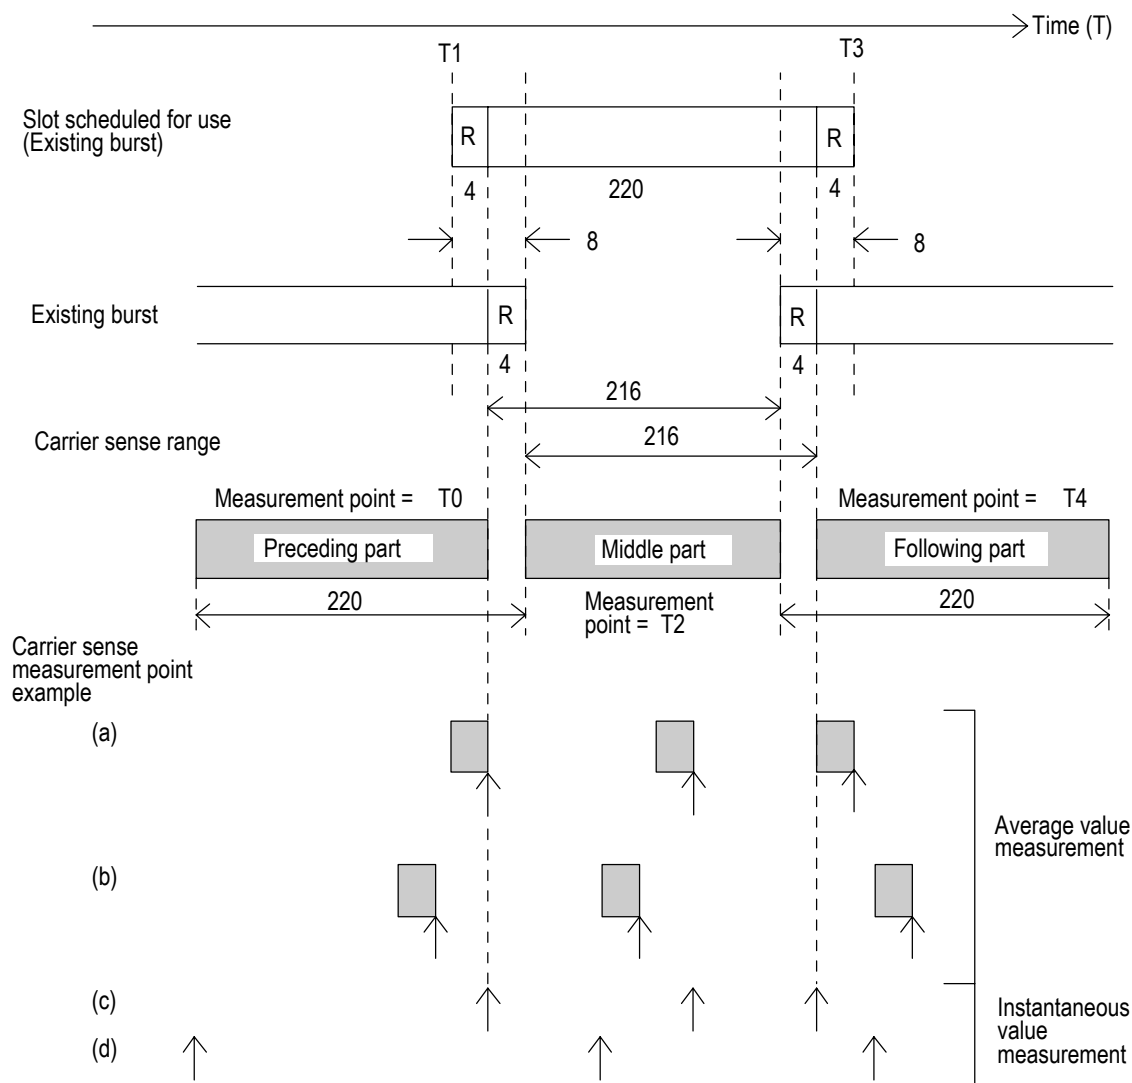 Time (T)
T1
T3
Slot scheduled for use
(Existing burst)
R
R
4
220
4
8
8
Existing burst
R
R
4
4
216
Carrier sense range
216
Measurement point = T0
Measurement point = T4
Preceding part
Middle part
Following part
220
Measurement
point = T2
220
Carrier sense
measurement point
example
(a)
Average value
measurement
(b)
(c)
Instantaneous
value
measurement
(d)